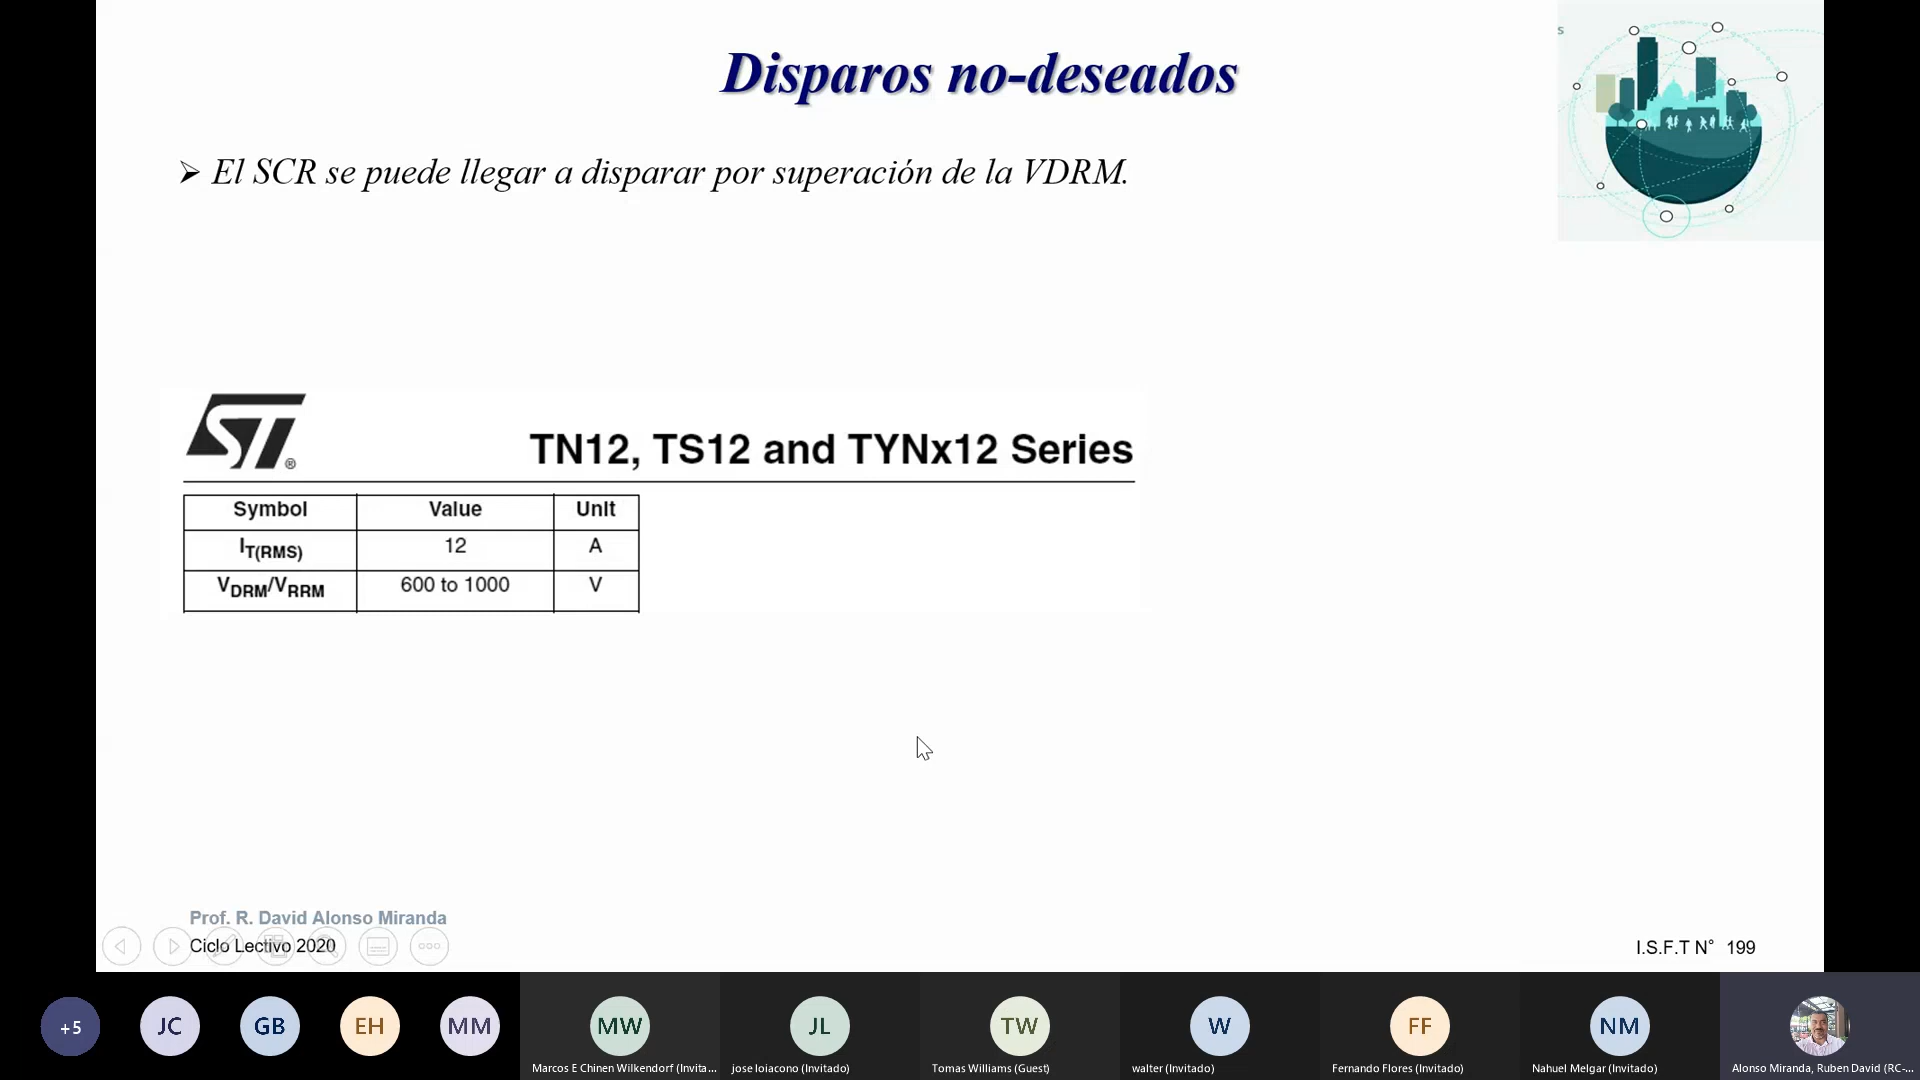 Disparos no-deseados
s
➢ El SCR se puede llegar a disparar por superación de la VDRM.
ST®
TN12, TS12 and TYNx12 Series
Symbol Value Unit
IT(RMS) 12 A
VDRM/VRRM 600 to 1000 V
Prof. R. David Alonso Miranda
Ciclo Lectivo 2020
I.S.F.T N° 199
+5 JC GB EH MM MW JL TW W FF NM
Marcos E Chinen Wilkendorf (Invita... jose loiacono (Invitado) Tomas Williams (Guest) walter (Invitado) Fernando Flores (Invitado) Nahuel Melgar (Invitado) Alonso Miranda, Ruben David (RC-...